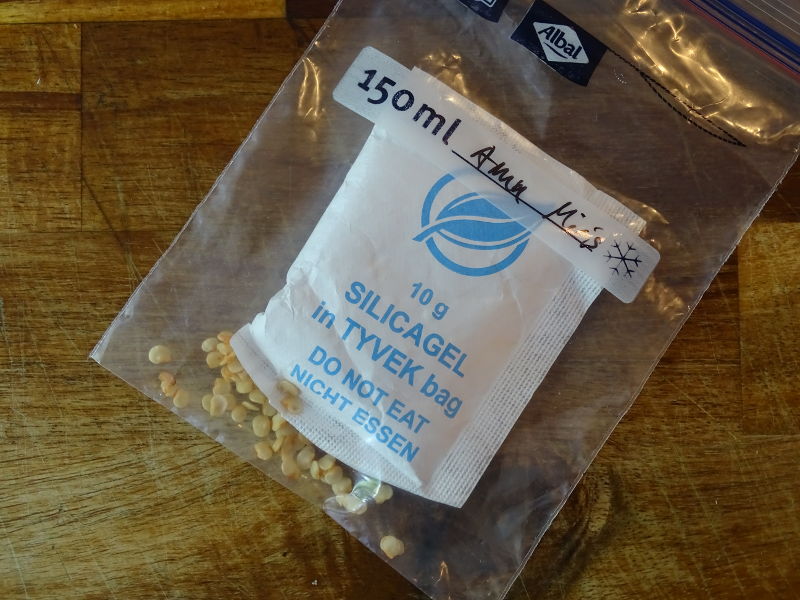 Albal
150ml
10 g
SILICAGEL
in TYVEK bag
DO NOT EAT
NICHT ESSEN